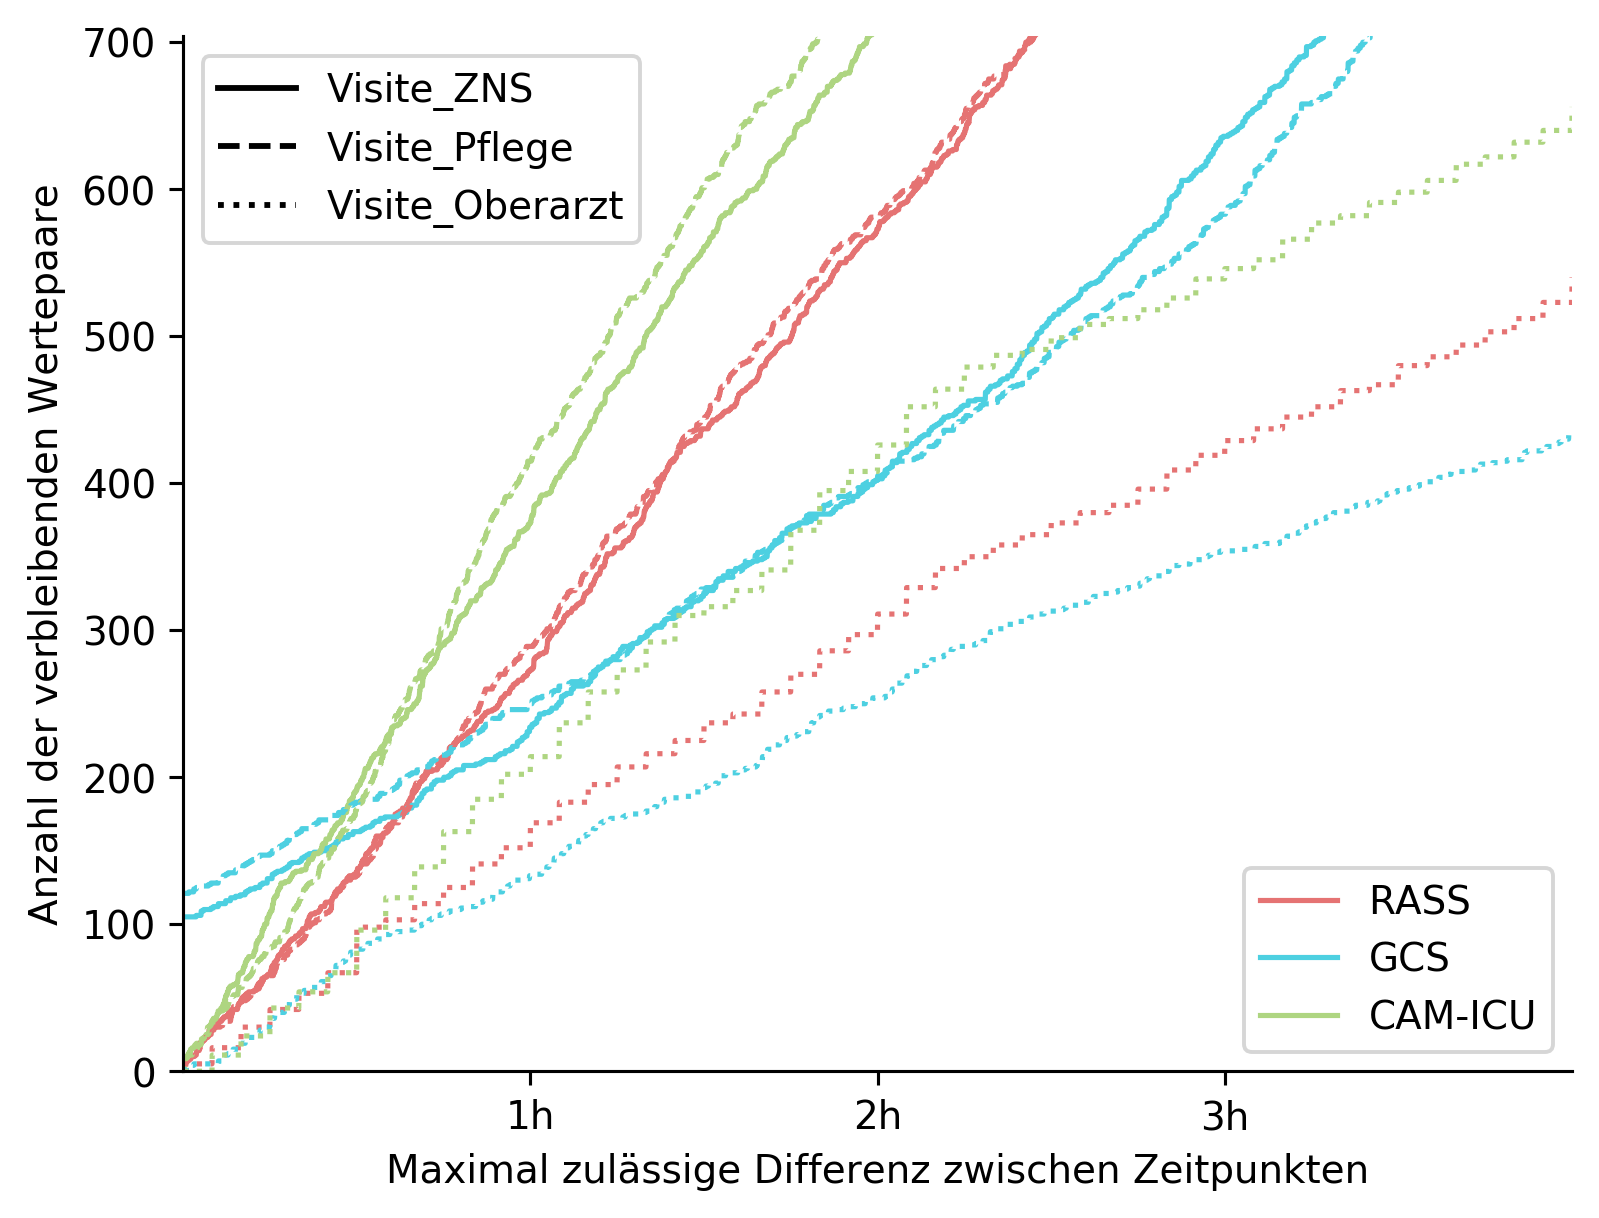 700
600
500
400
300
200
100
0
Anzahl der verbleibenden Wertepaare
Visite_ZNS
Visite_Pflege
Visite_Oberarzt
RASS
GCS
CAM-ICU
1h 2h 3h
Maximal zulässige Differenz zwischen Zeitpunkten